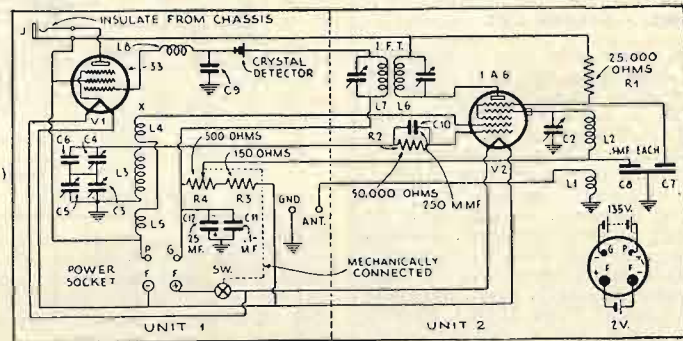 J
INSULATE FROM CHASSIS
L8
33
C9
CRYSTAL
DETECTOR
I.F.T.
L7 L6
1A6
25,000
OHMS
R1
V1
X
L4
C6 C4
L3
C5 C3
L5
500 OHMS
150 OHMS
R4 R3
R2
C10
50,000
OHMS
250 MMF.
V2
C2
L2
.1MF. EACH
L1
C8 C7
GND
ANT.
C12
25
MF.
C11
MF.
P G
F F
POWER
SOCKET
SW.
MECHANICALLY
CONNECTED
135V.
G P
F F
2V.
UNIT 1
UNIT 2